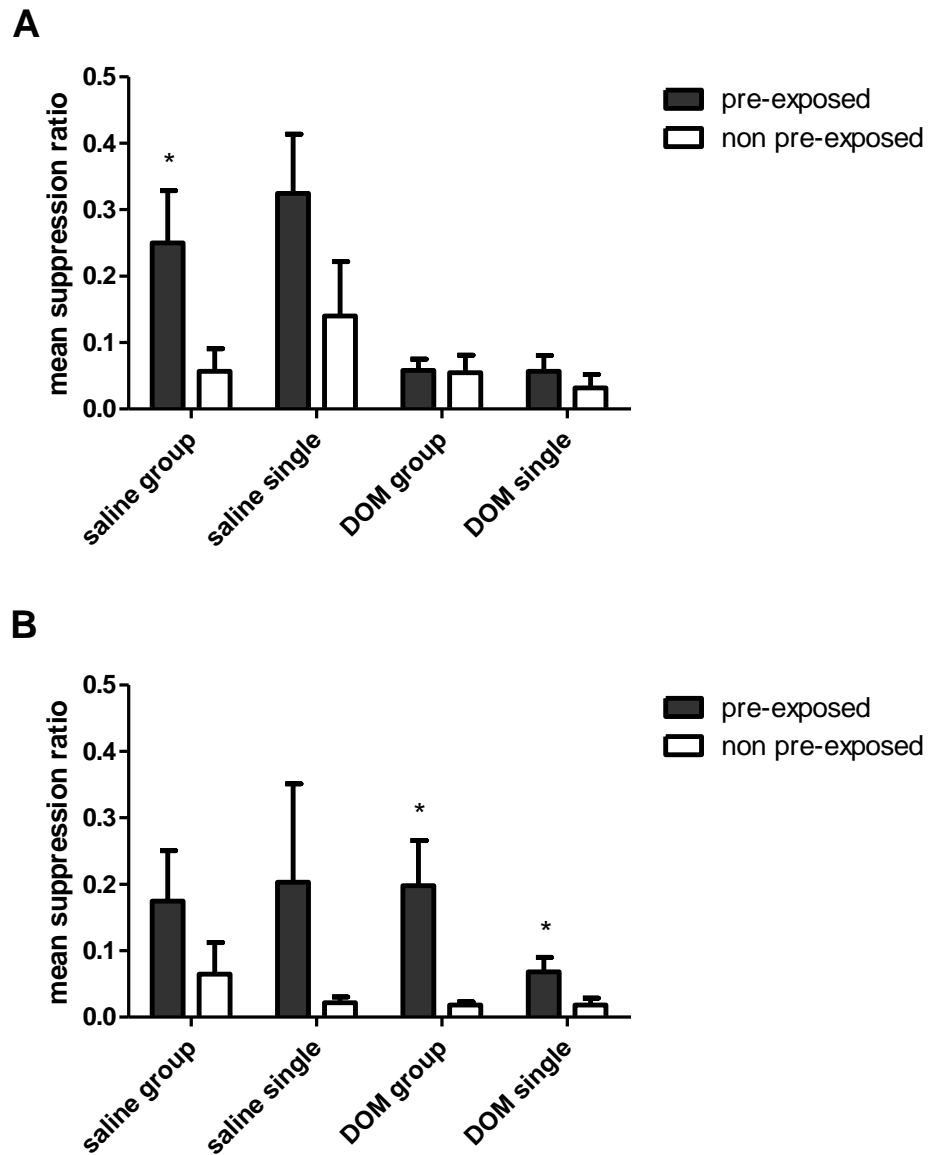 A
mean suppression ratio
0.5
0.4
0.3
0.2
0.1
0.0
*
saline group
saline single
DOM group
DOM single
pre-exposed
non pre-exposed
B
mean suppression ratio
0.5
0.4
0.3
0.2
0.1
0.0
*
*
saline group
saline single
DOM group
DOM single
pre-exposed
non pre-exposed